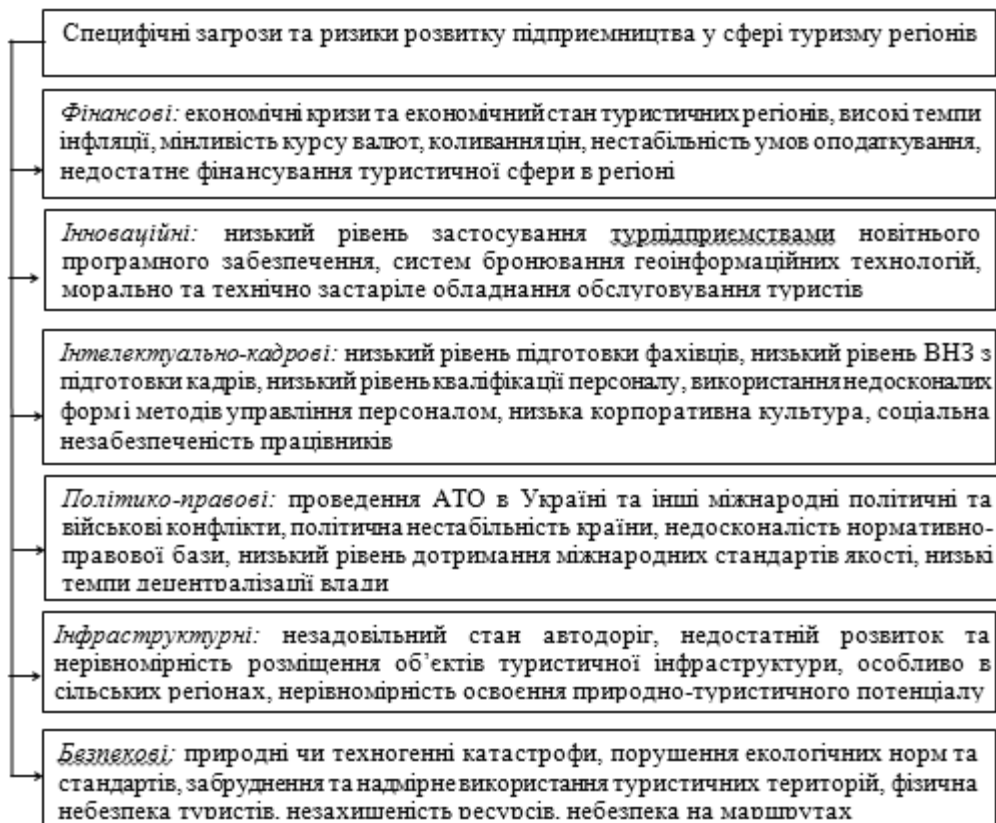 Специфічні загрози та ризики розвитку підприємництва у сфері туризму регіонів
Фінансові: економічні кризи та економічний стан туристичних регіонів, високі темпи
інфляції, мінливість курсу валют, коливання цін, нестабільність умов оподаткування,
недостатнє фінансування туристичної сфери в регіоні
Інноваційні: низький рівень застосування турпідприємствами новітнього
програмного забезпечення, систем бронювання геоінформаційних технологій,
морально та технічно застаріле обладнання обслуговування туристів
Інтелектуально-кадрові: низький рівень підготовки фахівців, низький рівень ВНЗ з
підготовки кадрів, низький рівень кваліфікації персоналу, використання недосконалих
форм і методів управління персоналом, низька корпоративна культура, соціальна
незабезпеченість працівників
Політико-правові: проведення АТО в Україні та інші міжнародні політичні та
військові конфлікти, політична нестабільність країни, недосконалість нормативно-
правової бази, низький рівень дотримання міжнародних стандартів якості, низькі
темпи децентралізації влади
Інфраструктурні: незадовільний стан автодоріг, недостатній розвиток та
нерівномірність розміщення об’єктів туристичної інфраструктури, особливо в
сільських регіонах, нерівномірність освоєння природно-туристичного потенціалу
Безпекові: природні чи техногенні катастрофи, порушення екологічних норм та
стандартів, забруднення та надмірне використання туристичних територій, фізична
небезпека туристів, незахищеність ресурсів, небезпека на маршрутах